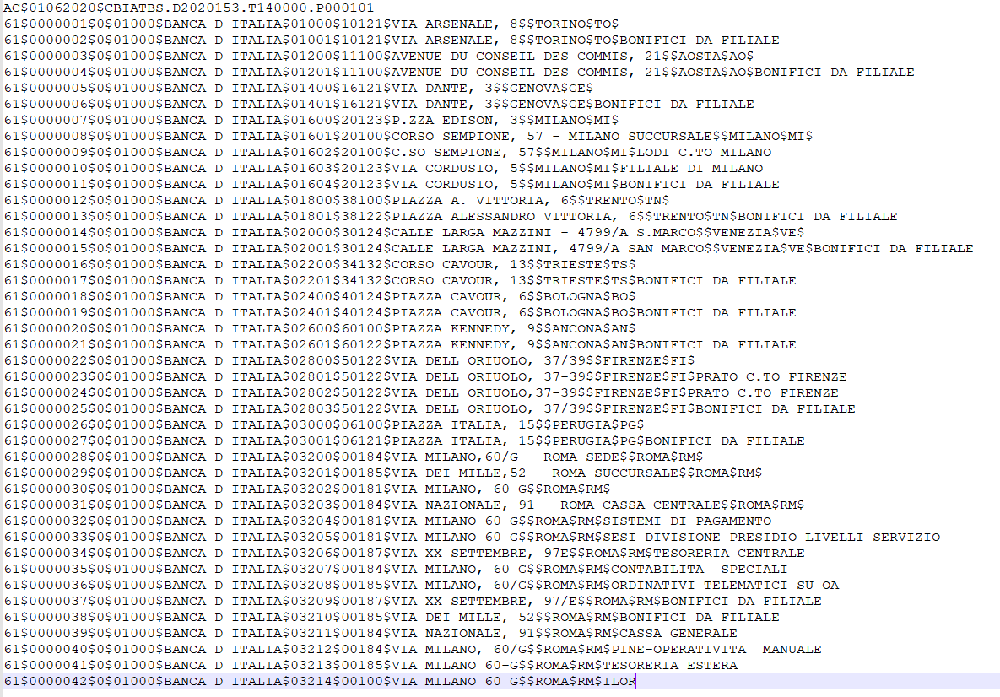 AC$01062020$CBIATBS.D2020153.T140000.P000101
61$0000001$0$01000$BANCA D ITALIA$01000$10121$VIA ARSENALE, 8$$TORINO$TO$
61$0000002$0$01000$BANCA D ITALIA$01001$10121$VIA ARSENALE, 8$$TORINO$TO$BONIFICI DA FILIALE
61$0000003$0$01000$BANCA D ITALIA$01200$11100$AVENUE DU CONSEIL DES COMMIS, 21$$AOSTA$AO$
61$0000004$0$01000$BANCA D ITALIA$01201$11100$AVENUE DU CONSEIL DES COMMIS, 21$$AOSTA$AO$BONIFICI DA FILIALE
61$0000005$0$01000$BANCA D ITALIA$01400$16121$VIA DANTE, 3$$GENOVA$GE$
61$0000006$0$01000$BANCA D ITALIA$01401$16121$VIA DANTE, 3$$GENOVA$GE$BONIFICI DA FILIALE
61$0000007$0$01000$BANCA D ITALIA$01600$20123$P.ZZA EDISON, 3$$MILANO$MI$
61$0000008$0$01000$BANCA D ITALIA$01601$20100$CORSO SEMPIONE, 57 - MILANO SUCCURSALE$$MILANO$MI$
61$0000009$0$01000$BANCA D ITALIA$01602$20100$C.SO SEMPIONE, 57$$MILANO$MI$LODI C.TO MILANO
61$0000010$0$01000$BANCA D ITALIA$01603$20123$VIA CORDUSIO, 5$$MILANO$MI$FILIALE DI MILANO
61$0000011$0$01000$BANCA D ITALIA$01604$20123$VIA CORDUSIO, 5$$MILANO$MI$BONIFICI DA FILIALE
61$0000012$0$01000$BANCA D ITALIA$01800$38100$PIAZZA A. VITTORIA, 6$$TRENTO$TN$
61$0000013$0$01000$BANCA D ITALIA$01801$38122$PIAZZA ALESSANDRO VITTORIA, 6$$TRENTO$TN$BONIFICI DA FILIALE
61$0000014$0$01000$BANCA D ITALIA$02000$30124$CALLE LARGA MAZZINI - 4799/A S.MARCO$$VENEZIA$VE$
61$0000015$0$01000$BANCA D ITALIA$02001$30124$CALLE LARGA MAZZINI, 4799/A SAN MARCO$$VENEZIA$VE$BONIFICI DA FILIALE
61$0000016$0$01000$BANCA D ITALIA$02200$34132$CORSO CAVOUR, 13$$TRIESTE$TS$
61$0000017$0$01000$BANCA D ITALIA$02201$34132$CORSO CAVOUR, 13$$TRIESTE$TS$BONIFICI DA FILIALE
61$0000018$0$01000$BANCA D ITALIA$02400$40124$PIAZZA CAVOUR, 6$$BOLOGNA$BO$
61$0000019$0$01000$BANCA D ITALIA$02401$40124$PIAZZA CAVOUR, 6$$BOLOGNA$BO$BONIFICI DA FILIALE
61$0000020$0$01000$BANCA D ITALIA$02600$60100$PIAZZA KENNEDY, 9$$ANCONA$AN$
61$0000021$0$01000$BANCA D ITALIA$02601$60122$PIAZZA KENNEDY, 9$$ANCONA$AN$BONIFICI DA FILIALE
61$0000022$0$01000$BANCA D ITALIA$02800$50122$VIA DELL ORIUOLO, 37/39$$FIRENZE$FI$
61$0000023$0$01000$BANCA D ITALIA$02801$50122$VIA DELL ORIUOLO, 37-39$$FIRENZE$FI$PRATO C.TO FIRENZE
61$0000024$0$01000$BANCA D ITALIA$02802$50122$VIA DELL ORIUOLO,37-39$$FIRENZE$FI$PRATO C.TO FIRENZE
61$0000025$0$01000$BANCA D ITALIA$02803$50122$VIA DELL ORIUOLO, 37/39$$FIRENZE$FI$BONIFICI DA FILIALE
61$0000026$0$01000$BANCA D ITALIA$03000$06100$PIAZZA ITALIA, 15$$PERUGIA$PG$
61$0000027$0$01000$BANCA D ITALIA$03001$06121$PIAZZA ITALIA, 15$$PERUGIA$PG$BONIFICI DA FILIALE
61$0000028$0$01000$BANCA D ITALIA$03200$00184$VIA MILANO,60/G - ROMA SEDE$$ROMA$RM$
61$0000029$0$01000$BANCA D ITALIA$03201$00185$VIA DEI MILLE,52 - ROMA SUCCURSALE$$ROMA$RM$
61$0000030$0$01000$BANCA D ITALIA$03202$00181$VIA MILANO, 60 G$$ROMA$RM$
61$0000031$0$01000$BANCA D ITALIA$03203$00184$VIA NAZIONALE, 91 - ROMA CASSA CENTRALE$$ROMA$RM$
61$0000032$0$01000$BANCA D ITALIA$03204$00181$VIA MILANO 60 G$$ROMA$RM$SISTEMI DI PAGAMENTO
61$0000033$0$01000$BANCA D ITALIA$03205$00181$VIA MILANO 60 G$$ROMA$RM$SESI DIVISIONE PRESIDIO LIVELLI SERVIZIO
61$0000034$0$01000$BANCA D ITALIA$03206$00187$VIA XX SETTEMBRE, 97E$$ROMA$RM$TESORERIA CENTRALE
61$0000035$0$01000$BANCA D ITALIA$03207$00184$VIA MILANO, 60 G$$ROMA$RM$CONTABILITA  SPECIALI
61$0000036$0$01000$BANCA D ITALIA$03208$00185$VIA MILANO, 60/G$$ROMA$RM$ORDINATIVI TELEMATICI SU OA
61$0000037$0$01000$BANCA D ITALIA$03209$00187$VIA XX SETTEMBRE, 97/E$$ROMA$RM$BONIFICI DA FILIALE
61$0000038$0$01000$BANCA D ITALIA$03210$00185$VIA DEI MILLE, 52$$ROMA$RM$BONIFICI DA FILIALE
61$0000039$0$01000$BANCA D ITALIA$03211$00184$VIA NAZIONALE, 91$$ROMA$RM$CASSA GENERALE
61$0000040$0$01000$BANCA D ITALIA$03212$00184$VIA MILANO, 60/G$$ROMA$RM$PINE-OPERATIVITA  MANUALE
61$0000041$0$01000$BANCA D ITALIA$03213$00185$VIA MILANO 60-G$$ROMA$RM$TESORERIA ESTERA
61$0000042$0$01000$BANCA D ITALIA$03214$00100$VIA MILANO 60 G$$ROMA$RM$ILOR